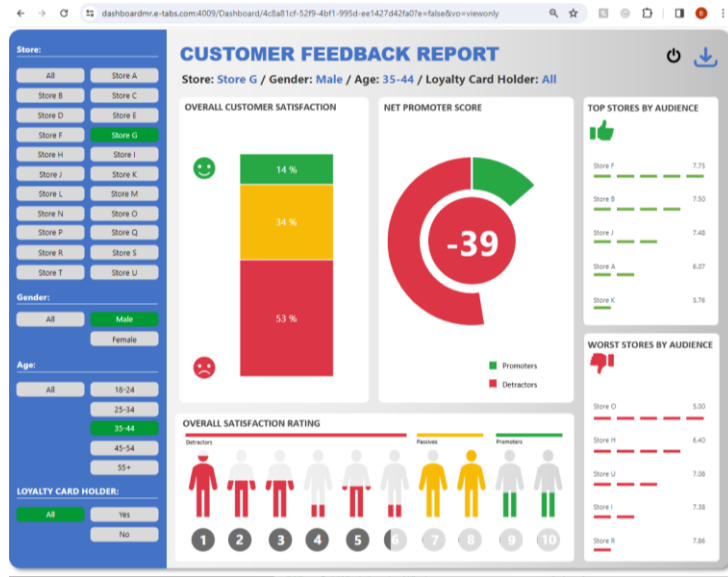 dashboardmr.e-tabs.com:4009/Dashboard/4c8a81cf-52f9-4bf1-995d-ee1427d42fa0?e=false&vo=viewonly
Store:
All
Store A
Store B
Store C
Store D
Store E
Store F
Store G
Store H
Store I
Store J
Store K
Store L
Store M
Store N
Store O
Store P
Store Q
Store R
Store S
Store T
Store U
Gender:
All
Male
Female
Age:
All
18-24
25-34
35-44
45-54
55+
LOYALTY CARD HOLDER:
All
Yes
No
CUSTOMER FEEDBACK REPORT
Store: Store G / Gender: Male / Age: 35-44 / Loyalty Card Holder: All
OVERALL CUSTOMER SATISFACTION
14 %
34 %
53 %
NET PROMOTER SCORE
-39
Promoters
Detractors
TOP STORES BY AUDIENCE
Store F 7.75
Store B 7.50
Store J 7.48
Store A 6.07
Store K 5.76
WORST STORES BY AUDIENCE
Store O 5.00
Store H 6.40
Store U 7.06
Store I 7.38
Store R 7.86
OVERALL SATISFACTION RATING
Detractors Passives Promoters
1 2 3 4 5 6 7 8 9 10